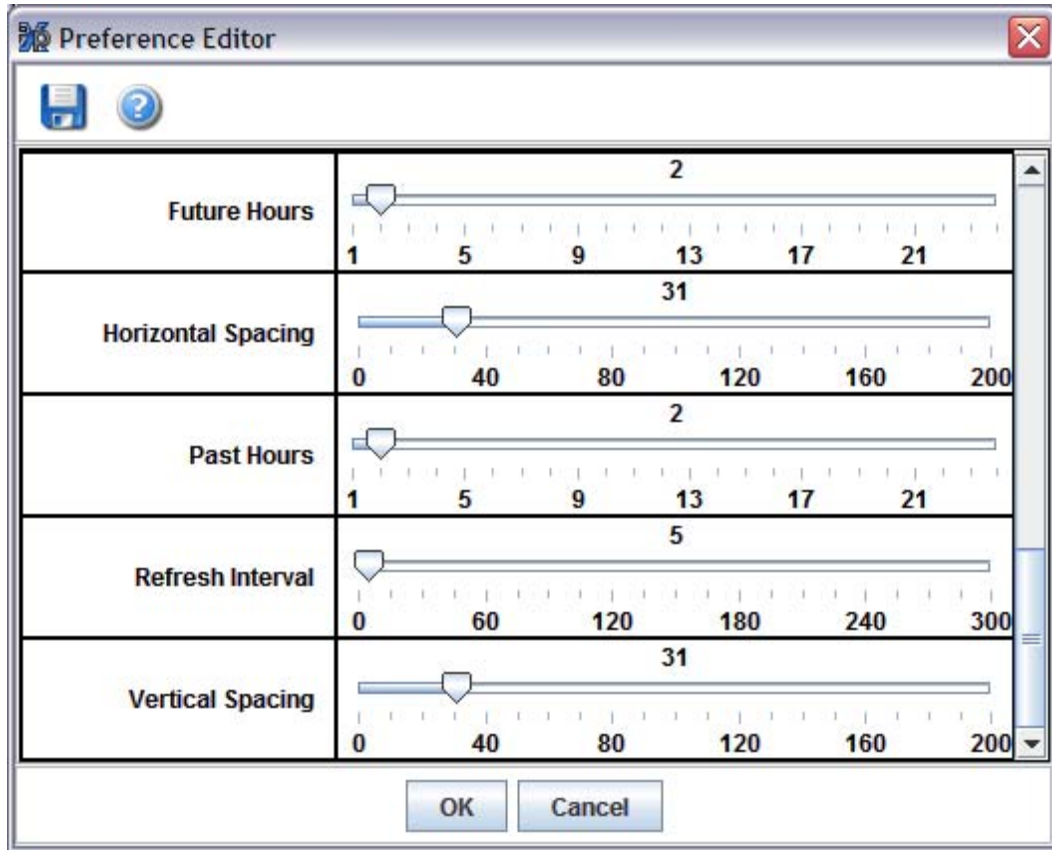 Preference Editor
2
Future Hours
1 5 9 13 17 21
31
Horizontal Spacing
0 40 80 120 160 200
2
Past Hours
1 5 9 13 17 21
5
Refresh Interval
0 60 120 180 240 300
31
Vertical Spacing
0 40 80 120 160 200
OK Cancel